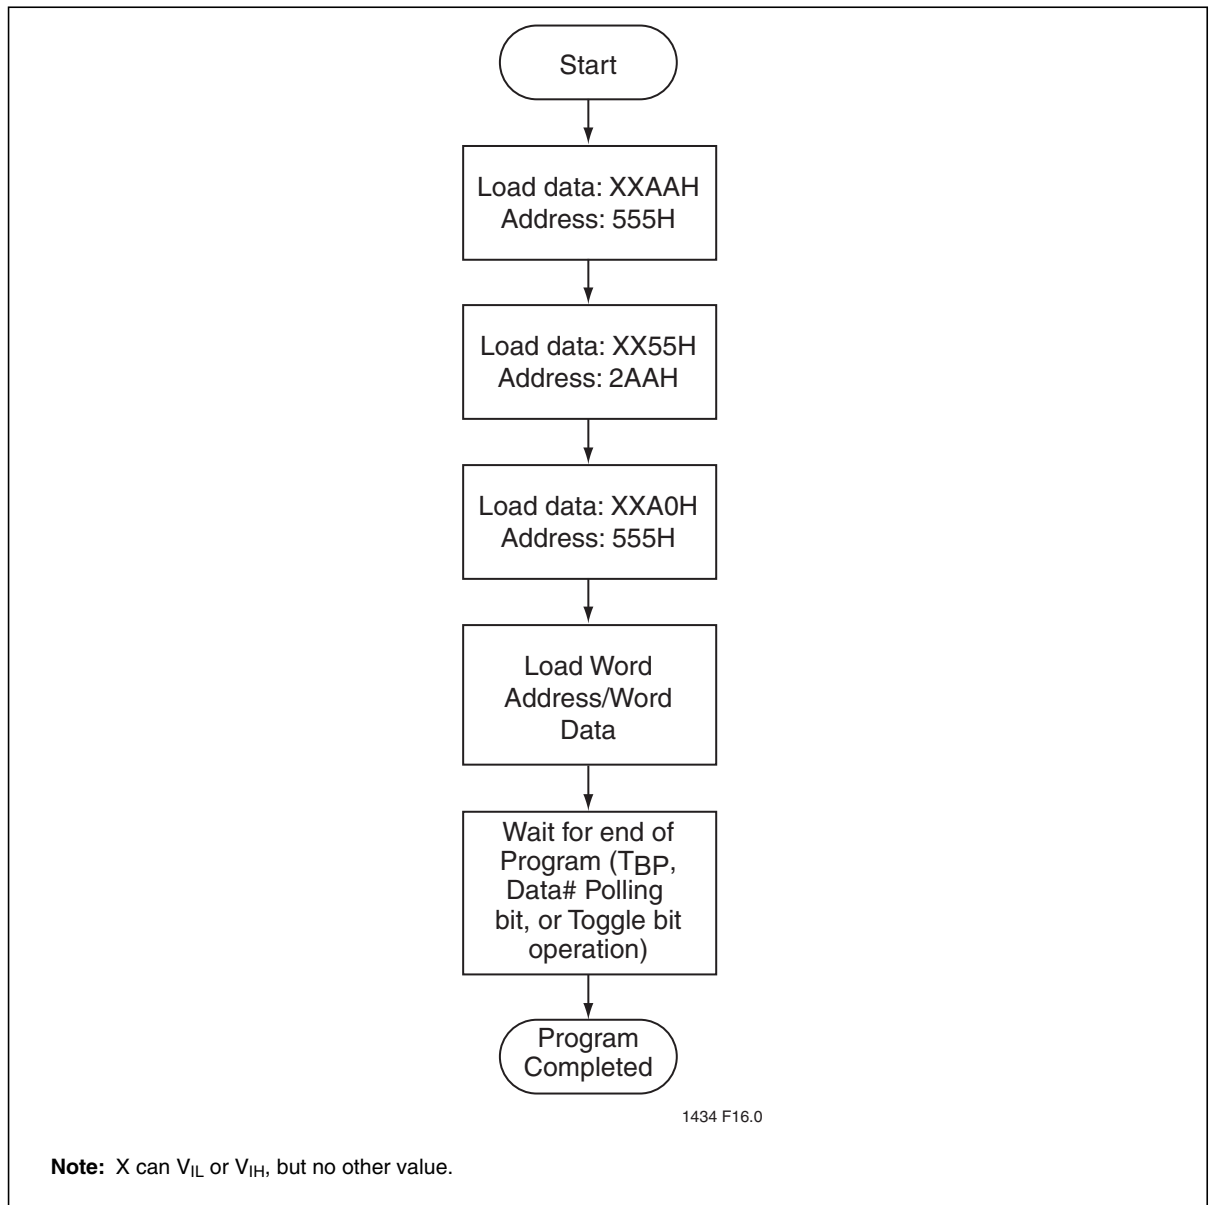 Start
Load data: XXAAH
Address: 555H
Load data: XX55H
Address: 2AAH
Load data: XXA0H
Address: 555H
Load Word
Address/Word
Data
Wait for end of
Program (TBP,
Data# Polling
bit, or Toggle bit
operation)
Program
Completed
1434 F16.0
Note: X can VIL or VIH, but no other value.